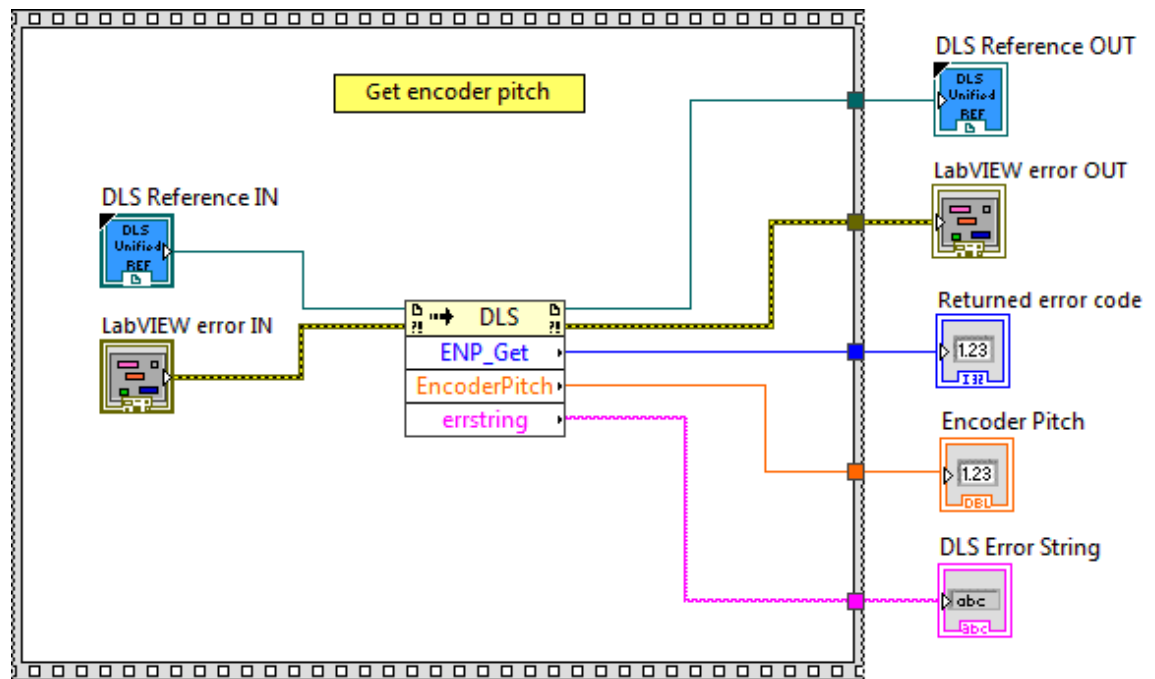 DLS Reference OUT
DLS
Unified
REF
Get encoder pitch
LabVIEW error OUT
DLS Reference IN
DLS
Unified
REF
DLS
?!
?!
LabVIEW error IN
Returned error code
ENP_Get
1.23
I32
EncoderPitch
errstring
Encoder Pitch
1.23
DBL
DLS Error String
abc
abc